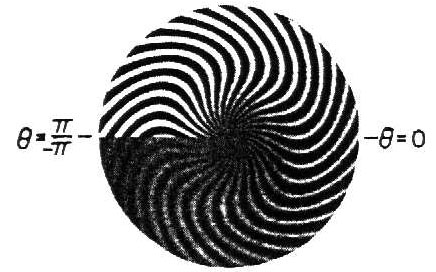 θ = π
-π
-θ=0